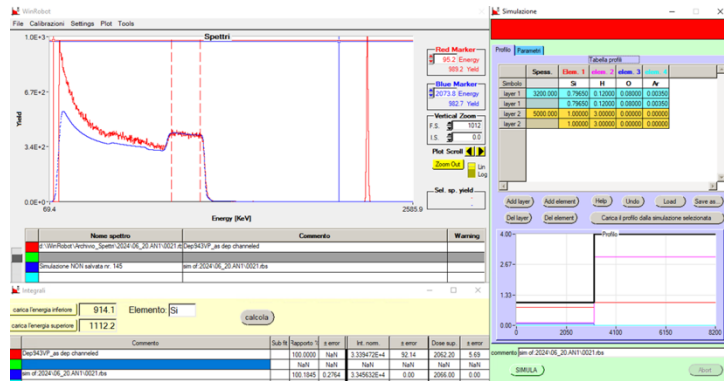 WinRobot
File Calibrazioni Settings Plot Tools
Spettri
1.0E+3
6.7E+2
3.4E+2
0.0E+0
Yield
69.4
2585.9
Energy [KeV]
Red Marker
95.2 Energy
989.2 Yield
Blue Marker
2073.8 Energy
982.7 Yield
Vertical Zoom
F.S. 1012
I.S. 0.0
Plot Scroll
Zoom Out
Lin
Log
Sel. sp. yield
Nome spettro Commento Warning
d:\WinRobot\Archivio_Spettri\2024\06_20.AN1\0021.rt Dep943VP_as dep channeled
Simulazione NON salvata nr. 145 sim of:2024\06_20.AN1\0021.rbs
Integrali
carica l'energia inferiore 914.1 Elemento: Si
carica l'energia superiore 1112.2
calcola
Commento Sub fit Rapporto ± error Int. norm. ± error Dose sup. ± error
Dep943VP_as dep channeled 100.0000 NaN 3.339472E+4 92.14 2062.20 5.69
NaN NaN NaN NaN NaN NaN
sim of:2024\06_20.AN1\0021.rbs 100.1845 0.2764 3.345632E+4 0.00 2066.00 0.00
Simulazione
Profilo Parametri
Tabella profili
Spess. Elem. 1 elem. 2 elem. 3 elem. 4
Simbolo Si H O Ar
layer 1 3200.000 0.79650 0.12000 0.08000 0.00350
layer 1 0.79650 0.12000 0.08000 0.00350
layer 2 5000.000 1.00000 3.00000 0.00000 0.00000
layer 2 1.00000 3.00000 0.00000 0.00000
Add layer Add element Help Undo Load Save as...
Del layer Del element Carica il profilo dalla simulazione selezionata
Profilo
4.00
2.67
1.33
0.00
0 2050 4100 6150 8200
commento sim of:2024\06_20.AN1\0021.rbs
SIMULA Abort